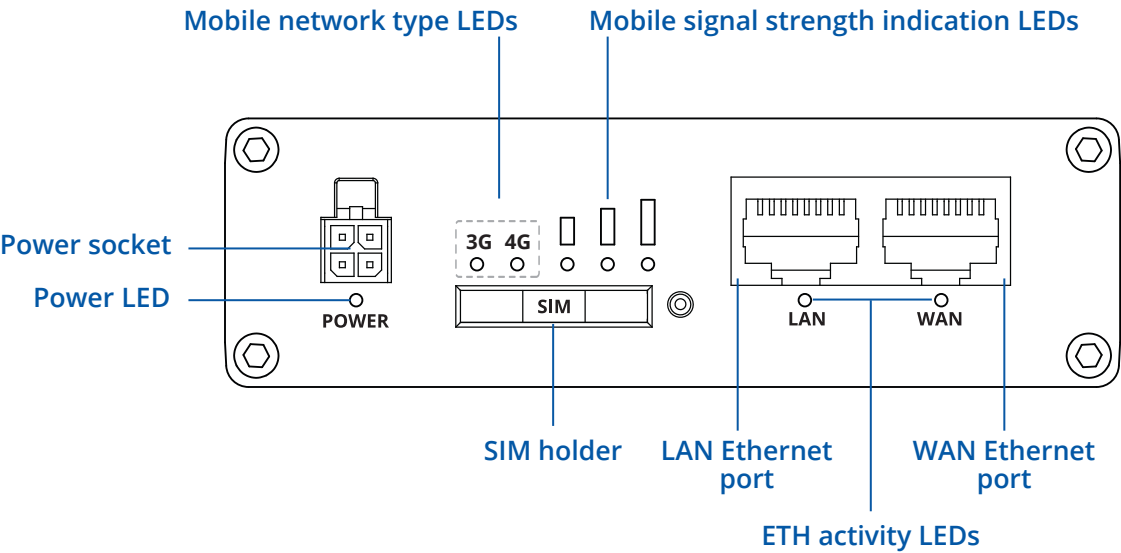 Mobile network type LEDs
Mobile signal strength indication LEDs
Power socket
3G 4G
Power LED
POWER
SIM
LAN
WAN
SIM holder
LAN Ethernet
port
WAN Ethernet
port
ETH activity LEDs